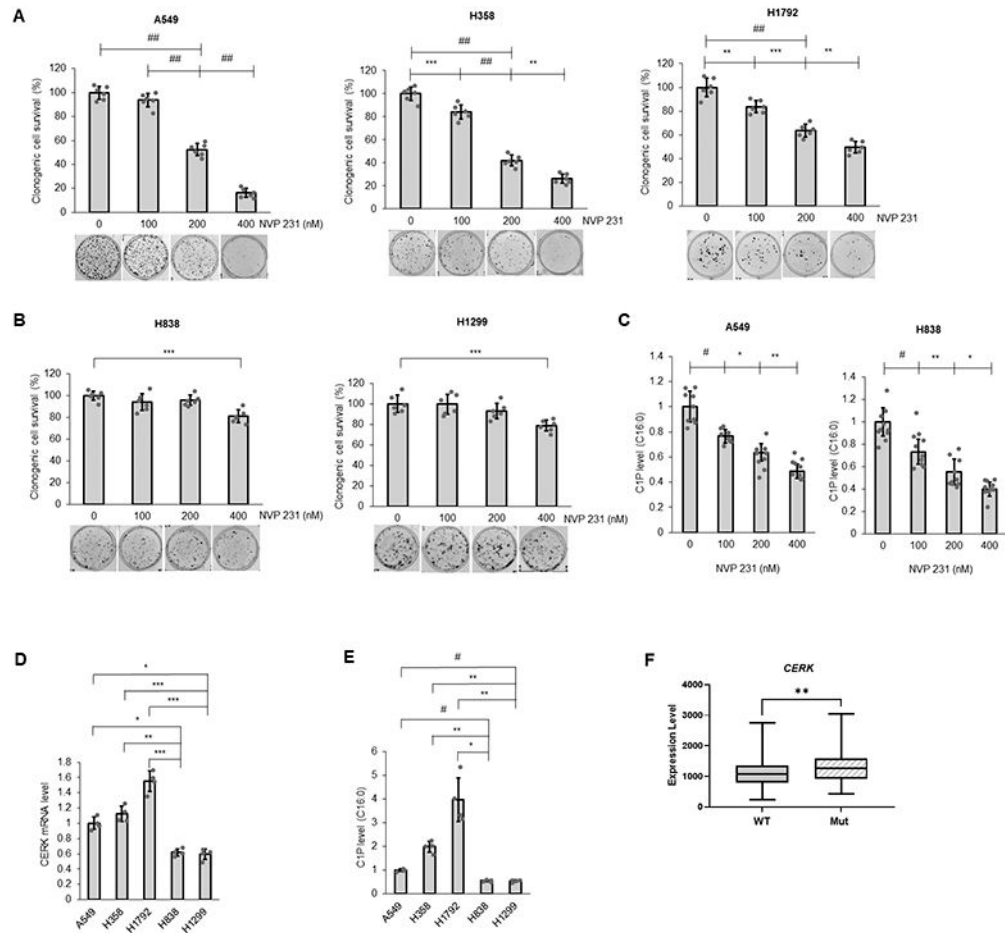 A
A549
##
##
##
Clonogenic cell survival (%)
120
100
80
60
40
20
0
0 100 200 400 NVP 231 (nM)
H358
##
*** ## **
Clonogenic cell survival (%)
120
100
80
60
40
20
0
0 100 200 400 NVP 231 (nM)
H1792
##
** *** **
Clonogenic cell survival (%)
120
100
80
60
40
20
0
0 100 200 400 NVP 231 (nM)
B
H838
***
Clonogenic cell survival (%)
120
100
80
60
40
20
0
0 100 200 400 NVP 231 (nM)
H1299
***
Clonogenic cell survival (%)
120
100
80
60
40
20
0
0 100 200 400 NVP 231 (nM)
C
A549
# * **
C1P level (C16:0)
1.4
1.2
1
0.8
0.6
0.4
0.2
0
0 100 200 400
NVP 231 (nM)
H838
# ** *
C1P level (C16:0)
1.4
1.2
1
0.8
0.6
0.4
0.2
0
0 100 200 400
NVP 231 (nM)
D
*
***
***
*
**
***
CERK mRNA level
1.8
1.6
1.4
1.2
1
0.8
0.6
0.4
0.2
0
A549 H358 H1792 H838 H1299
E
#
**
**
#
**
*
C1P level (C16:0)
6
5
4
3
2
1
0
A549 H358 H1792 H838 H1299
F
CERK
**
Expression Level
4000
3000
2000
1000
0
WT Mut